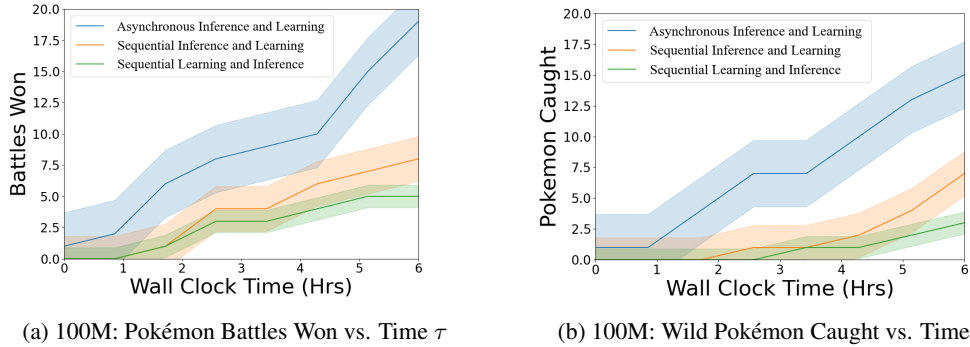 20.0
17.5
15.0
12.5
10.0
7.5
5.0
2.5
0.0
Battles Won
Asynchronous Inference and Learning
Sequential Inference and Learning
Sequential Learning and Inference
0 1 2 3 4 5 6
Wall Clock Time (Hrs)
(a) 100M: Pokémon Battles Won vs. Time τ
20.0
17.5
15.0
12.5
10.0
7.5
5.0
2.5
0.0
Pokemon Caught
Asynchronous Inference and Learning
Sequential Inference and Learning
Sequential Learning and Inference
0 1 2 3 4 5 6
Wall Clock Time (Hrs)
(b) 100M: Wild Pokémon Caught vs. Time